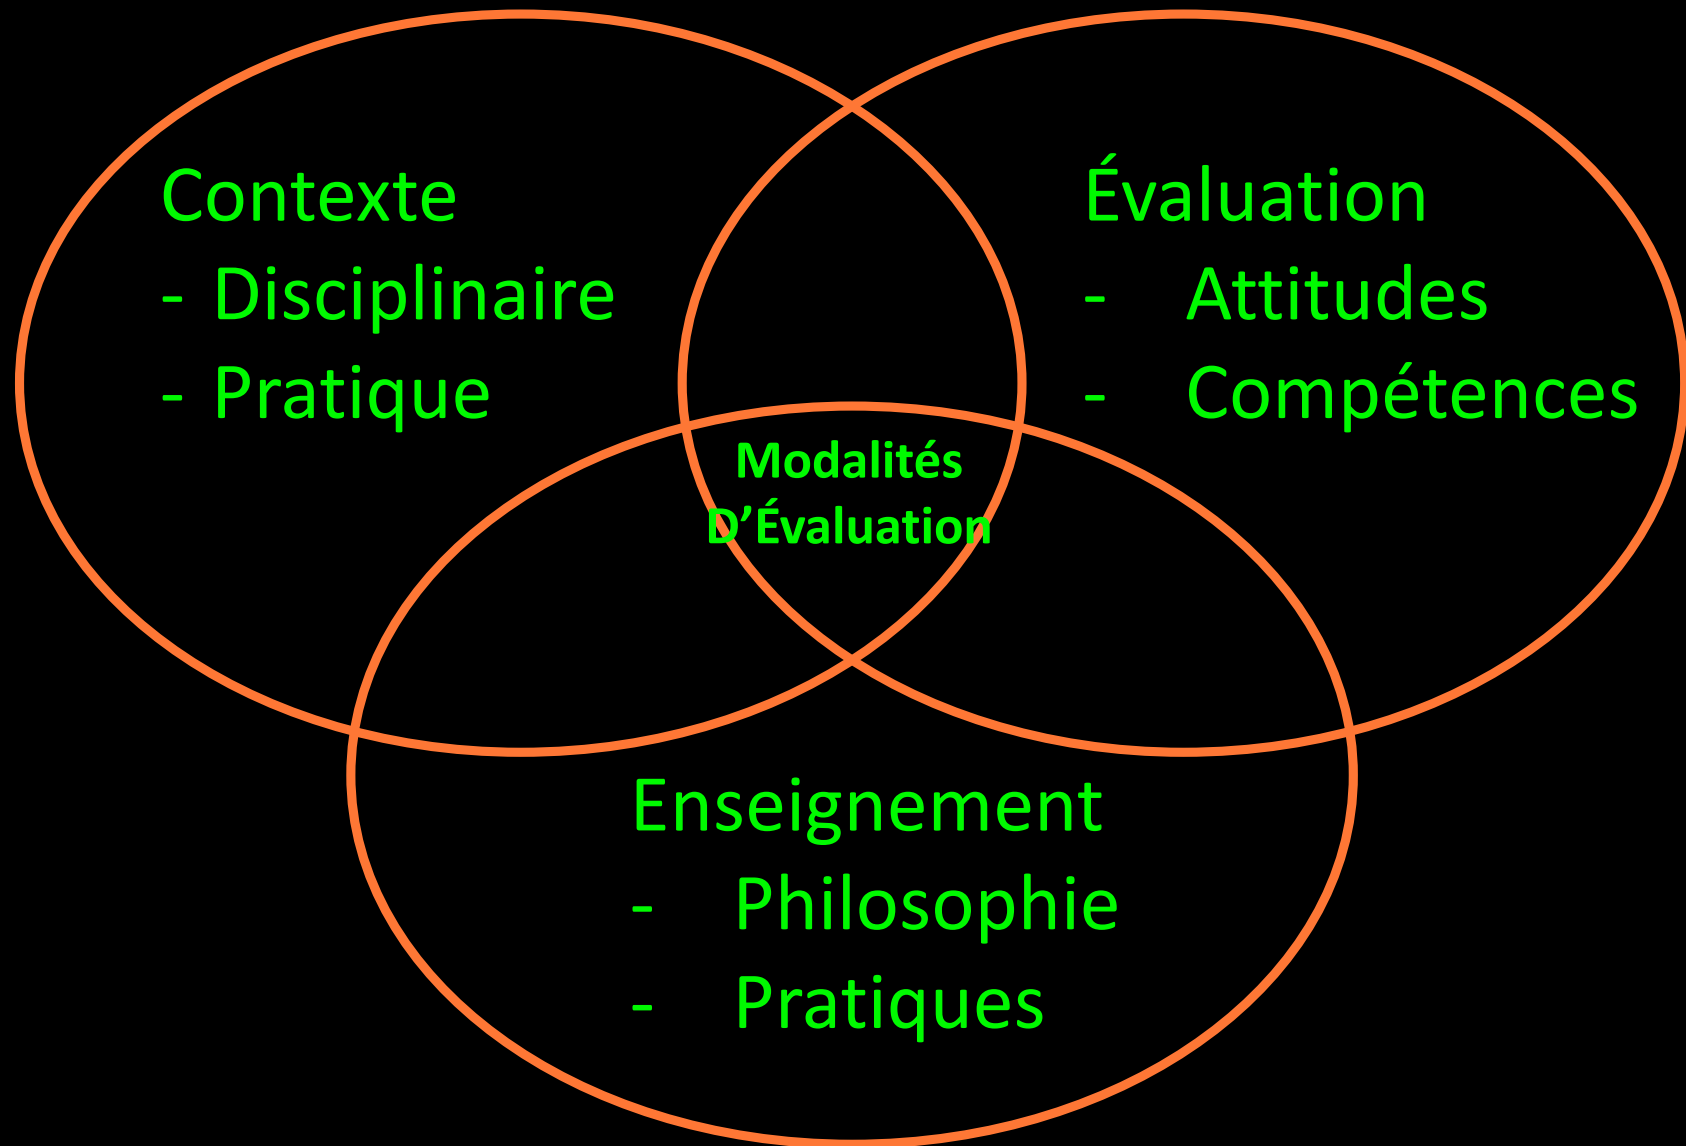 Contexte
- Disciplinaire
- Pratique
Évaluation
- Attitudes
- Compétences
Modalités
D’Évaluation
Enseignement
- Philosophie
- Pratiques